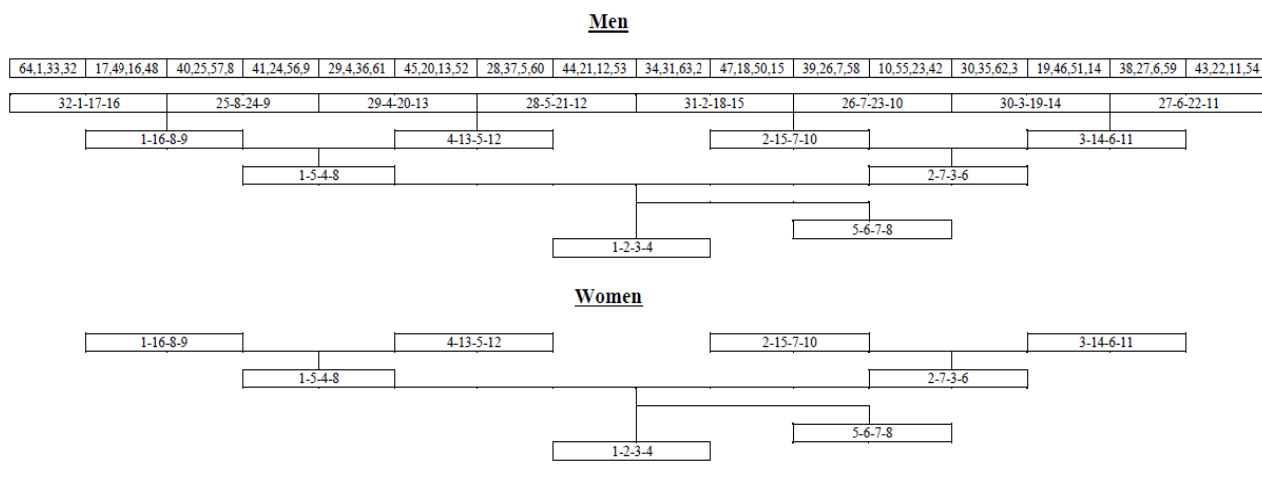 Men
64,1,33,32 17,49,16,48 40,25,57,8 41,24,56,9 29,4,36,61 45,20,13,52 28,37,5,60 44,21,12,53 34,31,63,2 47,18,50,15 39,26,7,58 10,55,23,42 30,35,62,3 19,46,51,14 38,27,6,59 43,22,11,54
32-1-17-16 25-8-24-9 29-4-20-13 28-5-21-12 31-2-18-15 26-7-23-10 30-3-19-14 27-6-22-11
1-16-8-9 4-13-5-12 2-15-7-10 3-14-6-11
1-5-4-8 2-7-3-6
5-6-7-8
1-2-3-4
Women
1-16-8-9 4-13-5-12 2-15-7-10 3-14-6-11
1-5-4-8 2-7-3-6
5-6-7-8
1-2-3-4